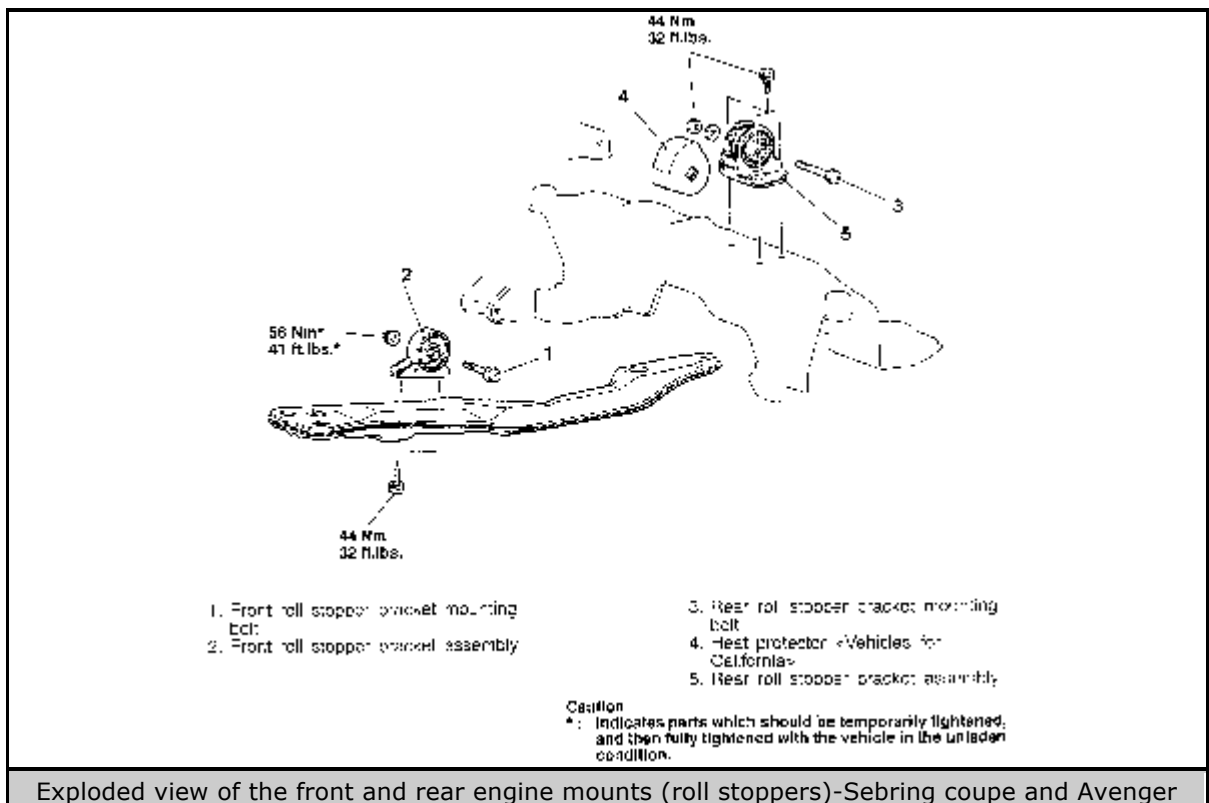 44 Nm
32 ft.lbs.
4
3
5
2
56 Nm*
41 ft.lbs.*
1
44 Nm
32 ft.lbs.
1. Front roll stopper bracket mounting
bolt
2. Front roll stopper bracket assembly
3. Rear roll stopper bracket mounting
bolt
4. Heat protector <Vehicles for
California>
5. Rear roll stopper bracket assembly
Caution
*: Indicates parts which should be temporarily tightened,
and then fully tightened with the vehicle in the unladen
condition.
Exploded view of the front and rear engine mounts (roll stoppers)-Sebring coupe and Avenger